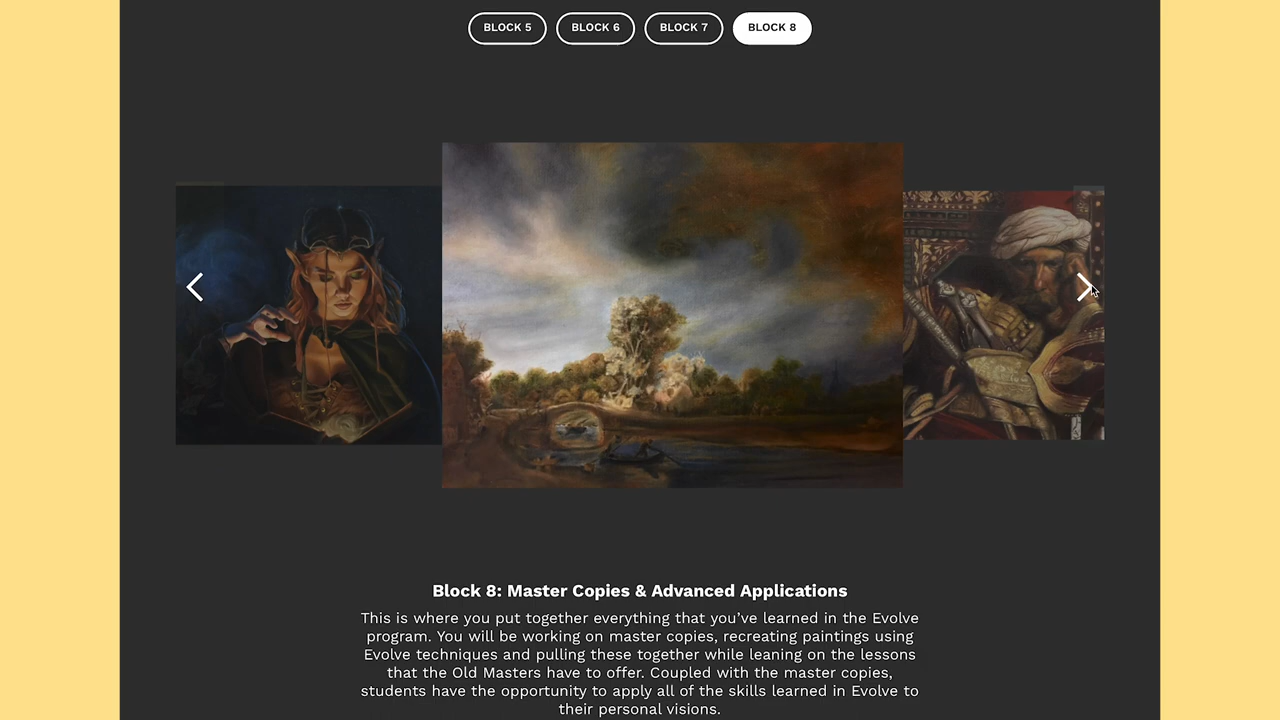 BLOCK 5
BLOCK 6
BLOCK 7
BLOCK 8
Block 8: Master Copies & Advanced Applications
This is where you put together everything that you’ve learned in the Evolve
program. You will be working on master copies, recreating paintings using
Evolve techniques and pulling these together while leaning on the lessons
that the Old Masters have to offer. Coupled with the master copies,
students have the opportunity to apply all of the skills learned in Evolve to
their personal visions.